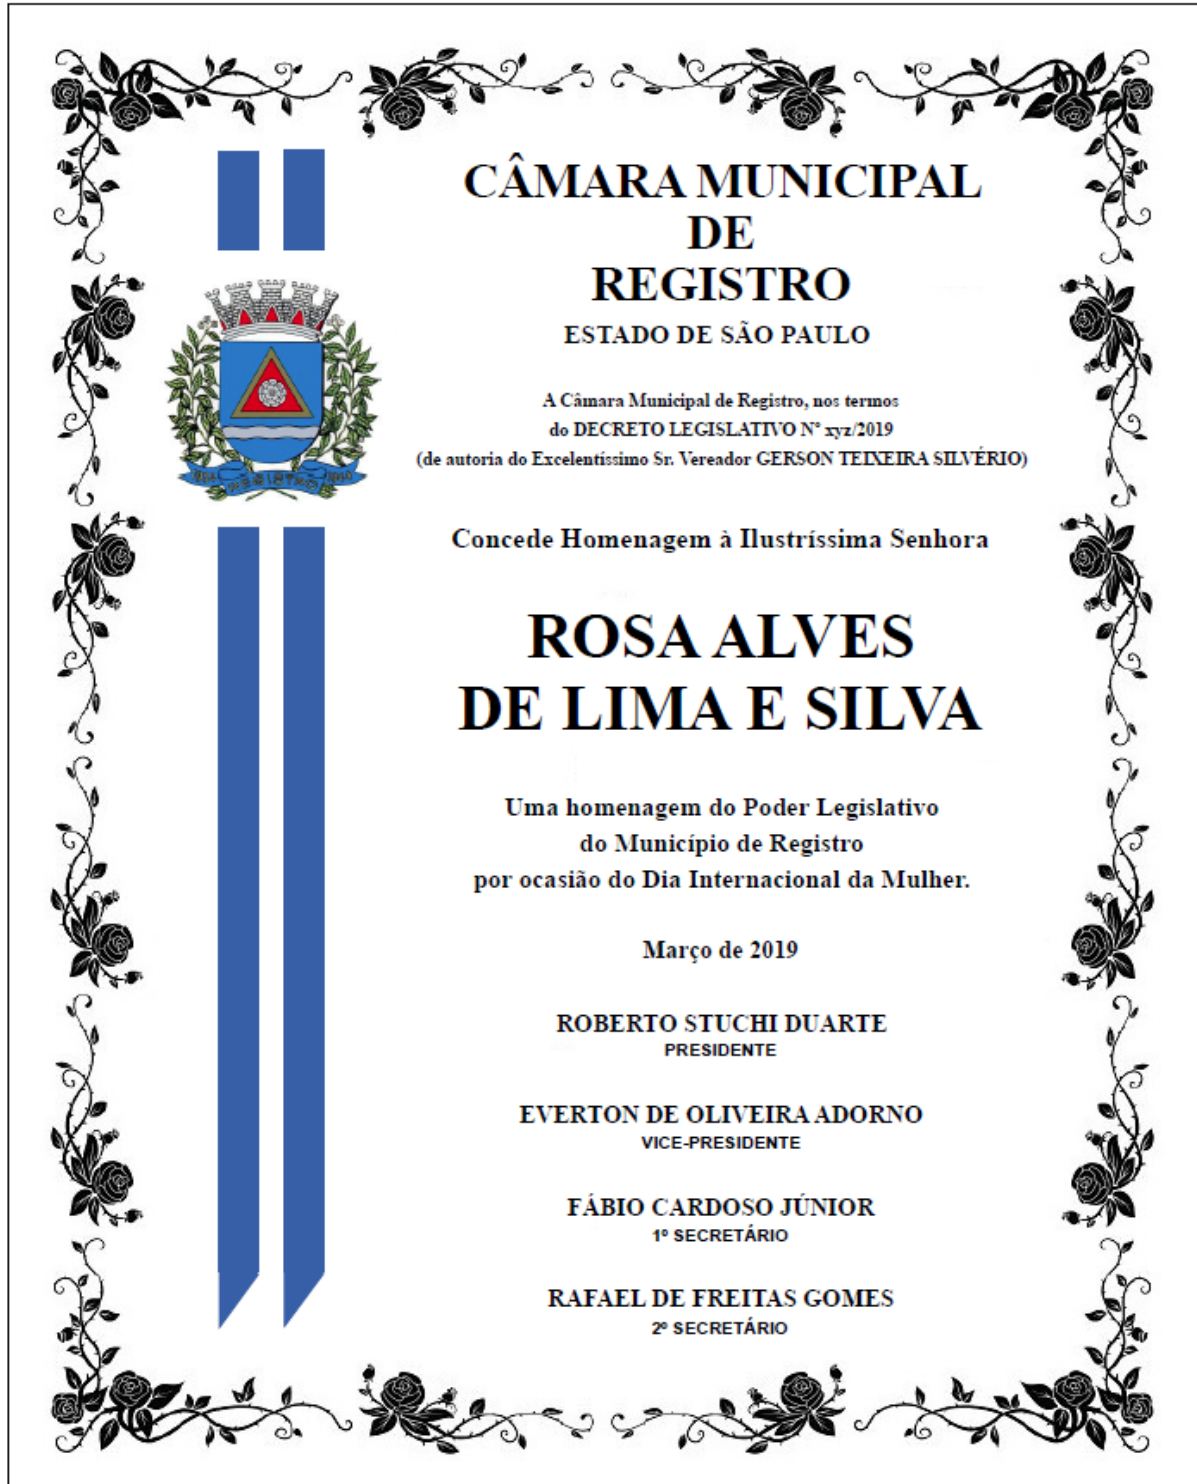 CÂMARA MUNICIPAL
DE
REGISTRO
ESTADO DE SÃO PAULO
A Câmara Municipal de Registro, nos termos
do DECRETO LEGISLATIVO Nº xyz/2019
(de autoria do Excelentíssimo Sr. Vereador GERSON TEIXEIRA SILVÉRIO)
REGISTRO
Concede Homenagem à Ilustríssima Senhora
ROSA ALVES
DE LIMA E SILVA
Uma homenagem do Poder Legislativo
do Município de Registro
por ocasião do Dia Internacional da Mulher.
Março de 2019
ROBERTO STUCHI DUARTE
PRESIDENTE
EVERTON DE OLIVEIRA ADORNO
VICE-PRESIDENTE
FÁBIO CARDOSO JÚNIOR
1º SECRETÁRIO
RAFAEL DE FREITAS GOMES
2º SECRETÁRIO